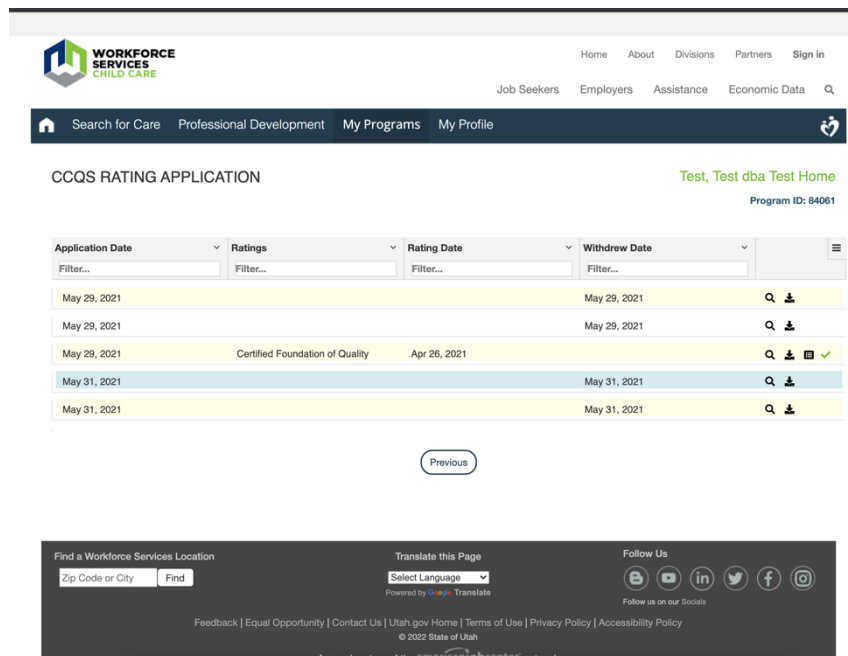 WORKFORCE
SERVICES
CHILD CARE
Home About Divisions Partners Sign in
Job Seekers Employers Assistance Economic Data
Search for Care Professional Development My Programs My Profile
CCQS RATING APPLICATION
Test, Test dba Test Home
Program ID: 84061
Application Date Ratings Rating Date Withdrew Date
Filter... Filter... Filter... Filter...
May 29, 2021 May 29, 2021
May 29, 2021 May 29, 2021
May 29, 2021 Certified Foundation of Quality Apr 26, 2021
May 31, 2021 May 31, 2021
May 31, 2021 May 31, 2021
Previous
Find a Workforce Services Location Translate this Page Follow Us
Zip Code or City Find Select Language
Powered by Google Translate
Follow us on our Socials
Feedback | Equal Opportunity | Contact Us | Utah.gov Home | Terms of Use | Privacy Policy | Accessibility Policy
© 2022 State of Utah